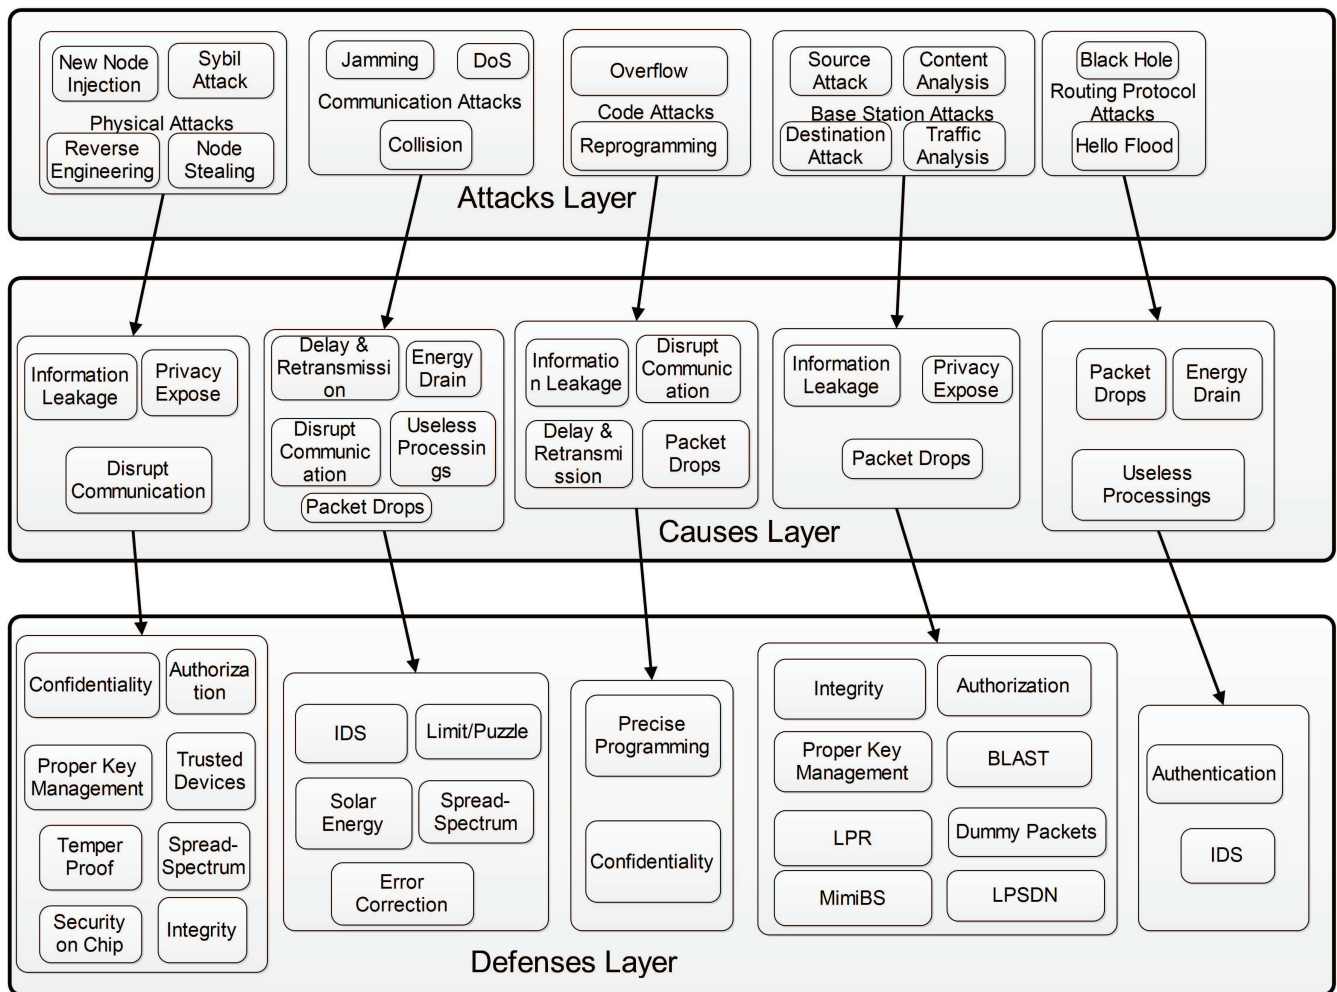 New Node
Injection
Sybil
Attack
Physical Attacks
Reverse
Engineering
Node
Stealing
Jamming
DoS
Communication Attacks
Collision
Overflow
Code Attacks
Reprogramming
Source
Attack
Content
Analysis
Base Station Attacks
Destination
Attack
Traffic
Analysis
Black Hole
Routing Protocol
Attacks
Hello Flood
Attacks Layer
Information
Leakage
Privacy
Expose
Disrupt
Communication
Delay &
Retransmissi
on
Energy
Drain
Disrupt
Communic
ation
Useless
Processin
gs
Packet Drops
Informatio
n Leakage
Disrupt
Communic
ation
Delay &
Retransmi
ssion
Packet
Drops
Information
Leakage
Privacy
Expose
Packet Drops
Packet
Drops
Energy
Drain
Useless
Processings
Causes Layer
Confidentiality
Authoriza
tion
Proper Key
Management
Trusted
Devices
Temper
Proof
Spread-
Spectrum
Security
on Chip
Integrity
IDS
Limit/Puzzle
Solar
Energy
Spread-
Spectrum
Error
Correction
Precise
Programming
Confidentiality
Integrity
Authorization
Proper Key
Management
BLAST
LPR
Dummy Packets
MimiBS
LPSDN
Authentication
IDS
Defenses Layer